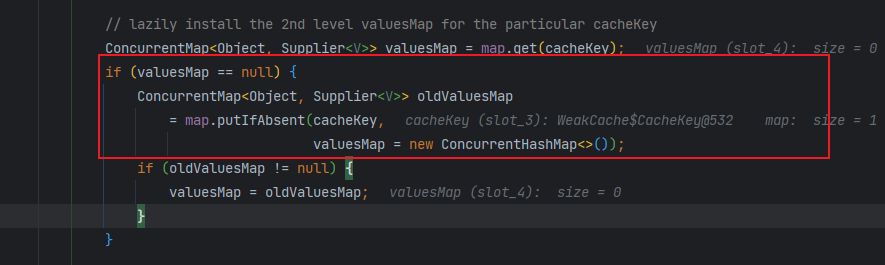 // lazily install the 2nd level valuesMap for the particular cacheKey
ConcurrentMap<Object, Supplier<V>> valuesMap = map.get(cacheKey); valuesMap (slot_4): size = 0
if (valuesMap == null) {
ConcurrentMap<Object, Supplier<V>> oldValuesMap
= map.putIfAbsent(cacheKey, cacheKey (slot_3): WeakCache$CacheKey@532 map: size = 1
valuesMap = new ConcurrentHashMap<>());
if (oldValuesMap != null) {
valuesMap = oldValuesMap; valuesMap (slot_4): size = 0
}
}